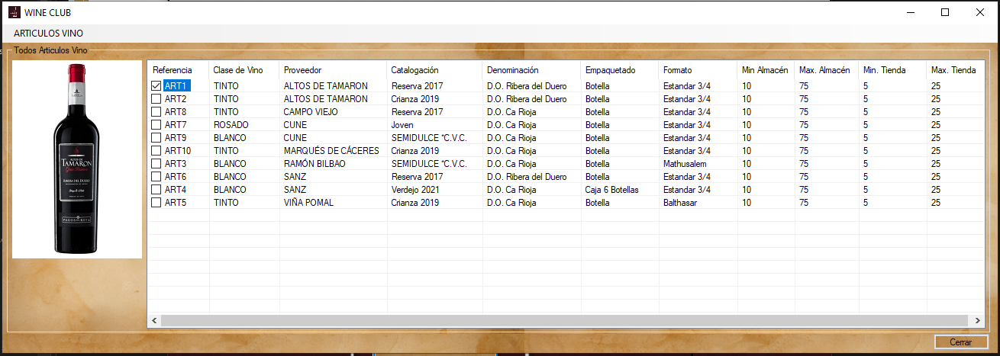 WINE CLUB
ARTICULOS VINO
Todos Articulos Vino
Referencia Clase de Vino Proveedor Catalogación Denominación Empaquetado Formato Min Almacén Max. Almacén Min. Tienda Max. Tienda
ART1 TINTO ALTOS DE TAMARON Reserva 2017 D.O. Ribera del Duero Botella Estandar 3/4 10 75 5 25
ART2 TINTO ALTOS DE TAMARON Crianza 2019 D.O. Ribera del Duero Botella Estandar 3/4 10 75 5 25
ART8 TINTO CAMPO VIEJO Reserva 2017 D.O. Ca Rioja Botella Estandar 3/4 10 75 5 25
ART7 ROSADO CUNE Joven D.O. Ca Rioja Botella Estandar 3/4 10 75 5 25
ART9 BLANCO CUNE SEMIDULCE "C.V.C. D.O. Ca Rioja Botella Estandar 3/4 10 75 5 25
ART10 TINTO MARQUÉS DE CÁCERES Crianza 2019 D.O. Ca Rioja Botella Estandar 3/4 10 75 5 25
ART3 BLANCO RAMÓN BILBAO SEMIDULCE "C.V.C. D.O. Ca Rioja Botella Mathusalem 10 75 5 25
ART6 BLANCO SANZ Reserva 2017 D.O. Ribera del Duero Botella Estandar 3/4 10 75 5 25
ART4 BLANCO SANZ Verdejo 2021 D.O. Ca Rioja Caja 6 Botellas Estandar 3/4 10 75 5 25
ART5 TINTO VIÑA POMAL Crianza 2019 D.O. Ca Rioja Botella Balthasar 10 75 5 25
ALTOS DE
TAMARON
Gran Reserva
RIBERA DEL DUERO
PAGOS DEL REY
Cerrar